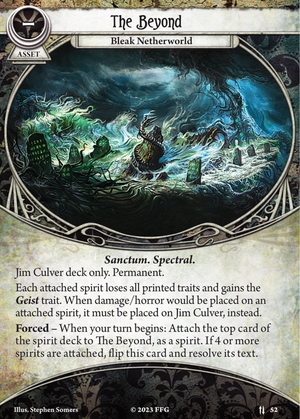 The Beyond
Bleak Netherworld
ASSET
Sanctum. Spectral.
Jim Culver deck only. Permanent.
Each attached spirit loses all printed traits and gains the
Geist trait. When damage/horror would be placed on an
attached spirit, it must be placed on Jim Culver, instead.
Forced – When your turn begins: Attach the top card of
the spirit deck to The Beyond, as a spirit. If 4 or more
spirits are attached, flip this card and resolve its text.
Illus. Stephen Somers
© 2023 FFG
52